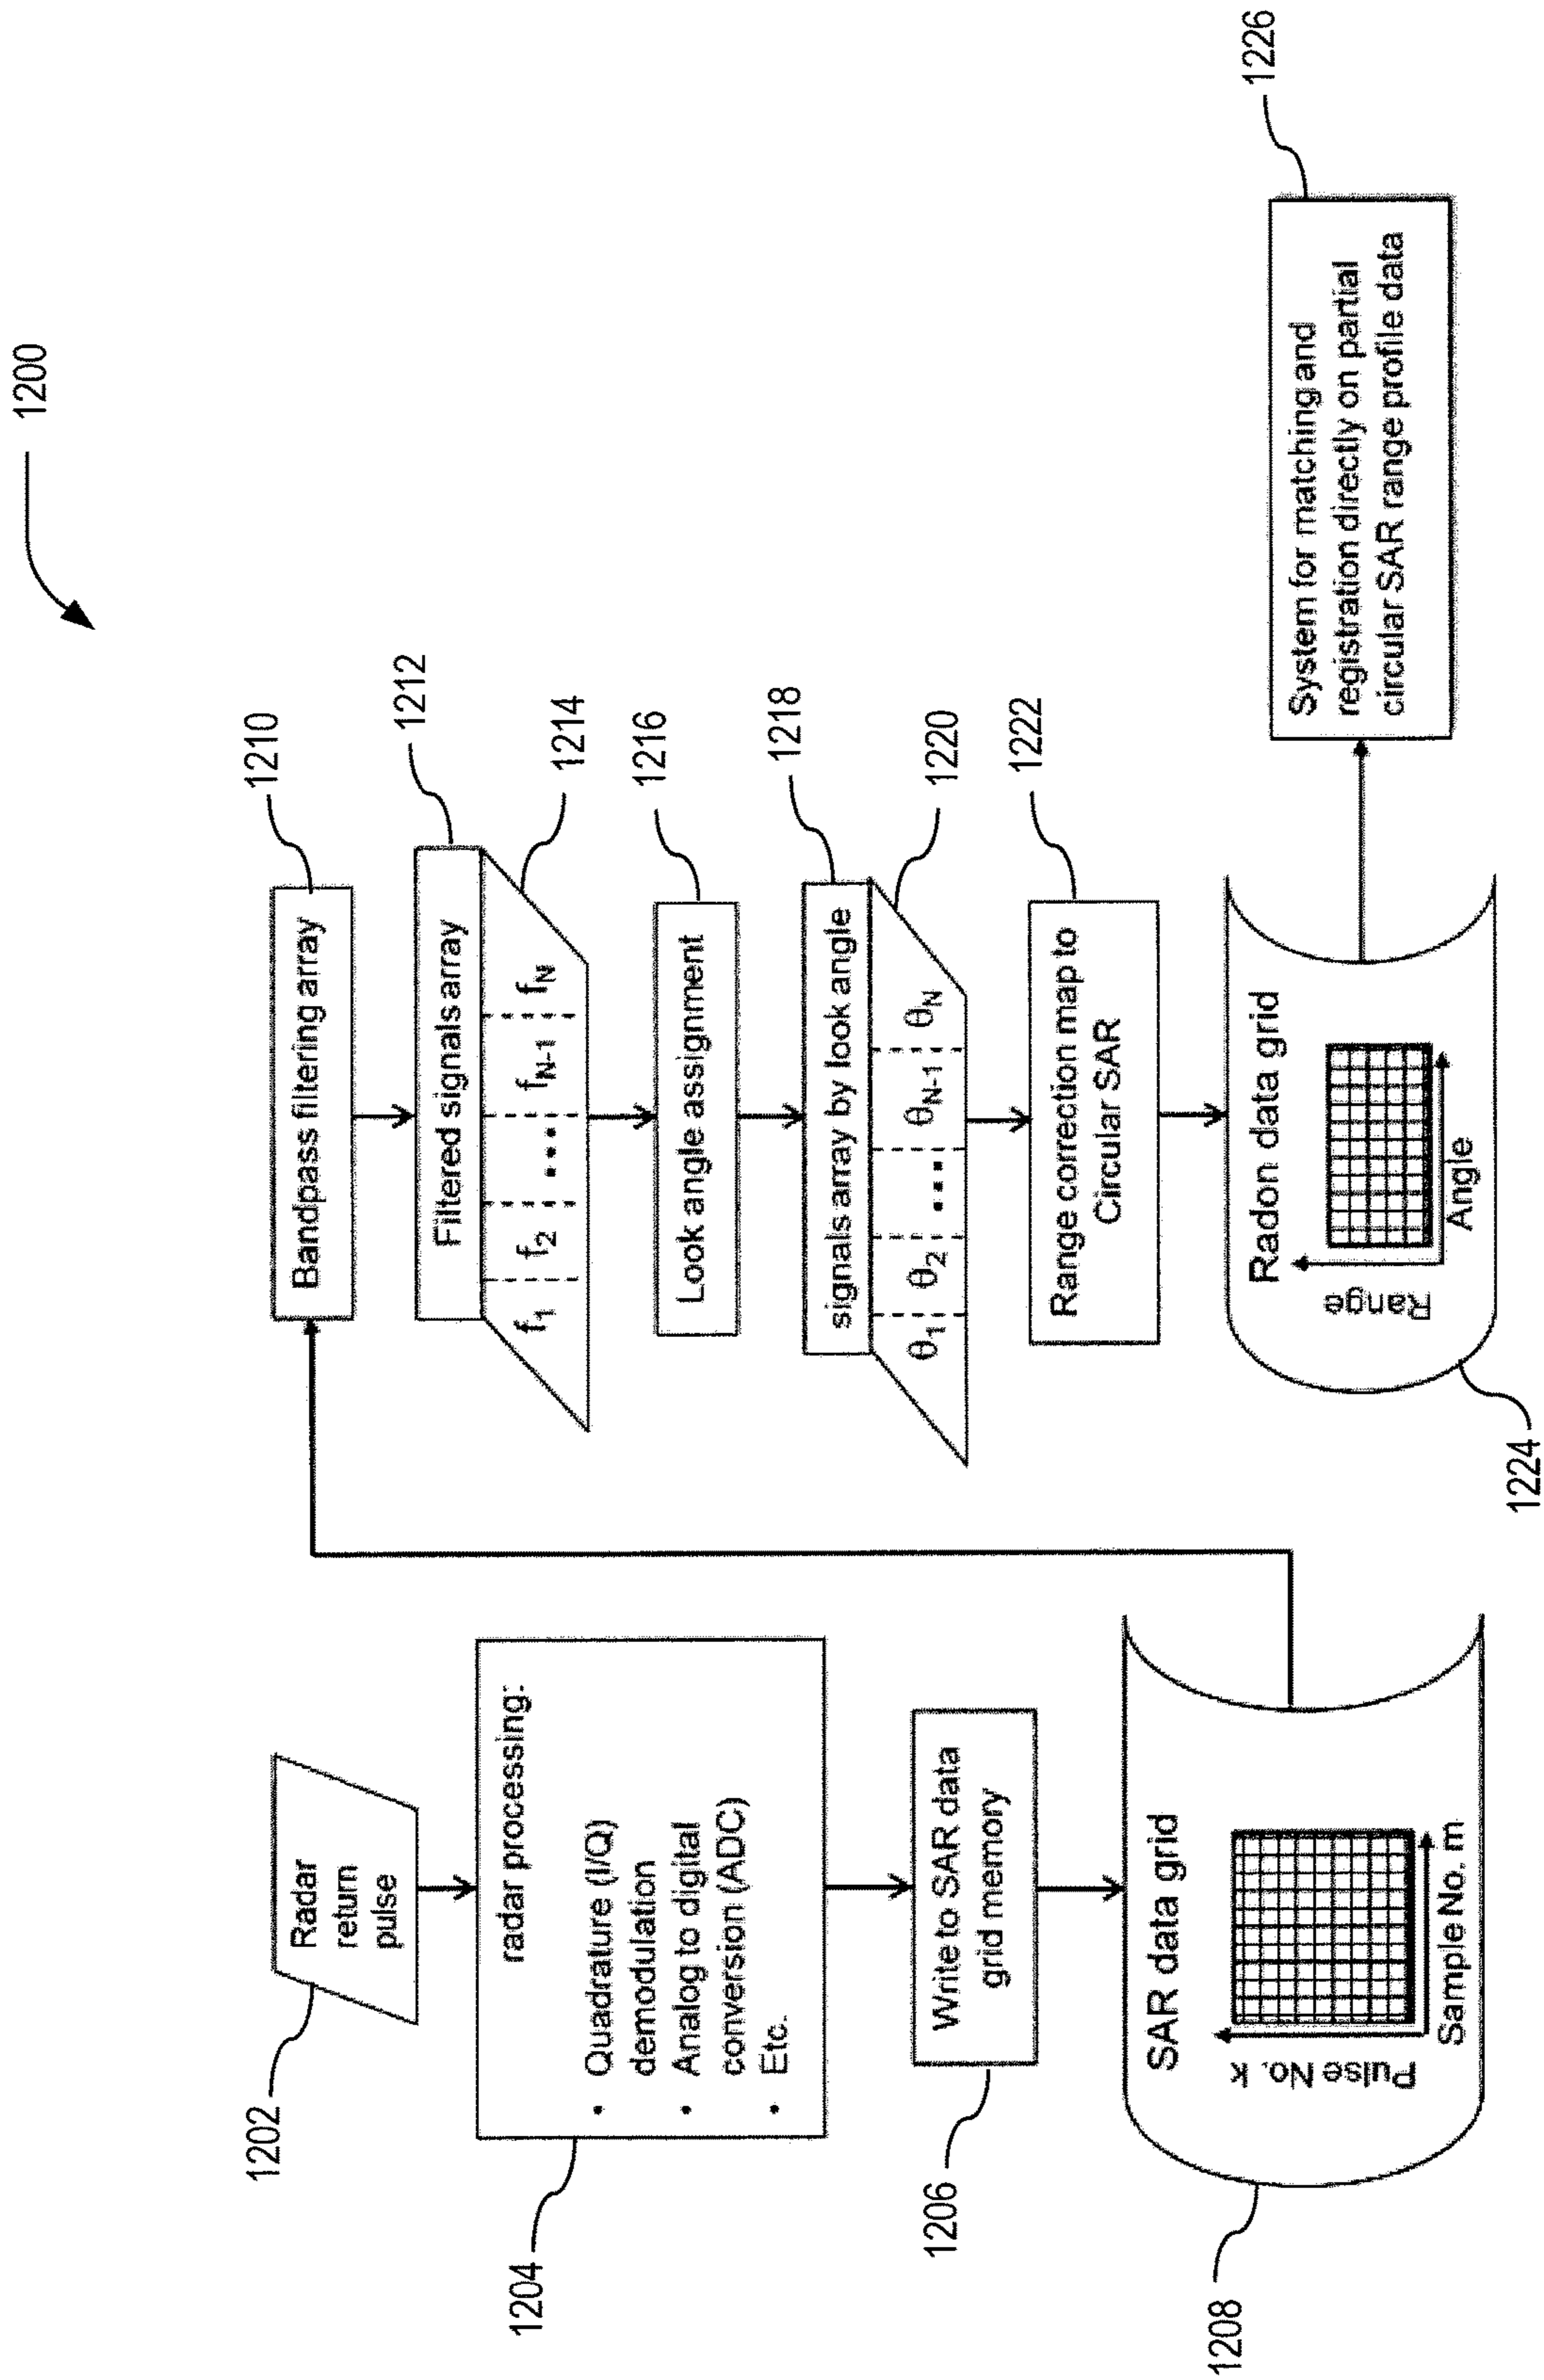 1200
1202
Radar
return
pulse
1204
radar processing:
• Quadrature (I/Q)
demodulation
• Analog to digital
conversion (ADC)
• Etc.
1206
Write to SAR data
grid memory
1208
SAR data grid
Pulse No. k
Sample No. m
1210
Bandpass filtering array
1212
Filtered signals array
1214
f₁ f₂ ... fN-1 fN
1216
Look angle assignment
1218
signals array by look angle
1220
θ₁ θ₂ ... θN-1 θN
1222
Range correction map to
Circular SAR
1224
Radon data grid
Range
Angle
1226
System for matching and
registration directly on partial
circular SAR range profile data